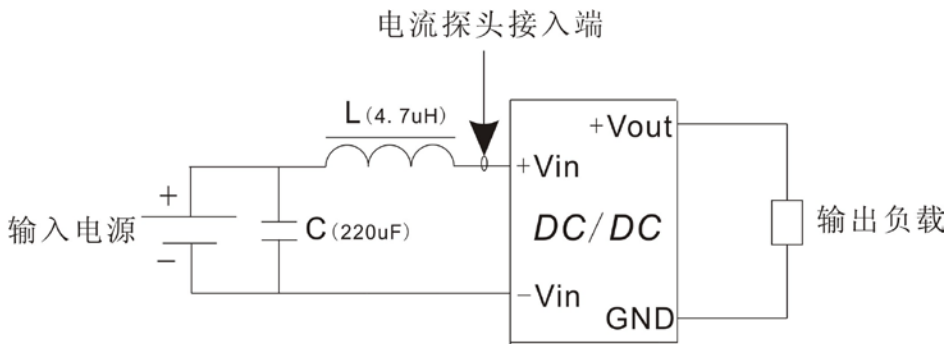 电流探头接入端
L(4.7uH)
+Vout
+Vin
+
输入电源
C(220uF)
DC/DC
输出负载
−
−Vin
GND